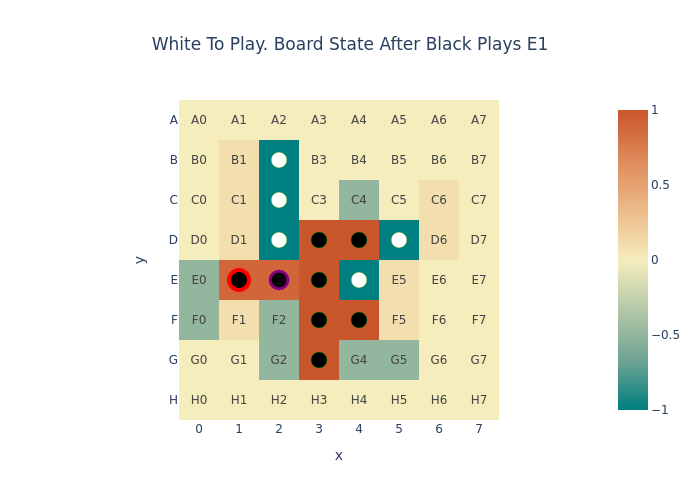 White To Play. Board State After Black Plays E1
A A0 A1 A2 A3 A4 A5 A6 A7 1
B B0 B1 B3 B4 B5 B6 B7
C C0 C1 C3 C4 C5 C6 C7 0.5
D D0 D1 D6 D7
y 0
E E0 E5 E6 E7
F F0 F1 F2 F5 F6 F7 −0.5
G G0 G1 G2 G4 G5 G6 G7
H H0 H1 H2 H3 H4 H5 H6 H7 −1
0 1 2 3 4 5 6 7
x